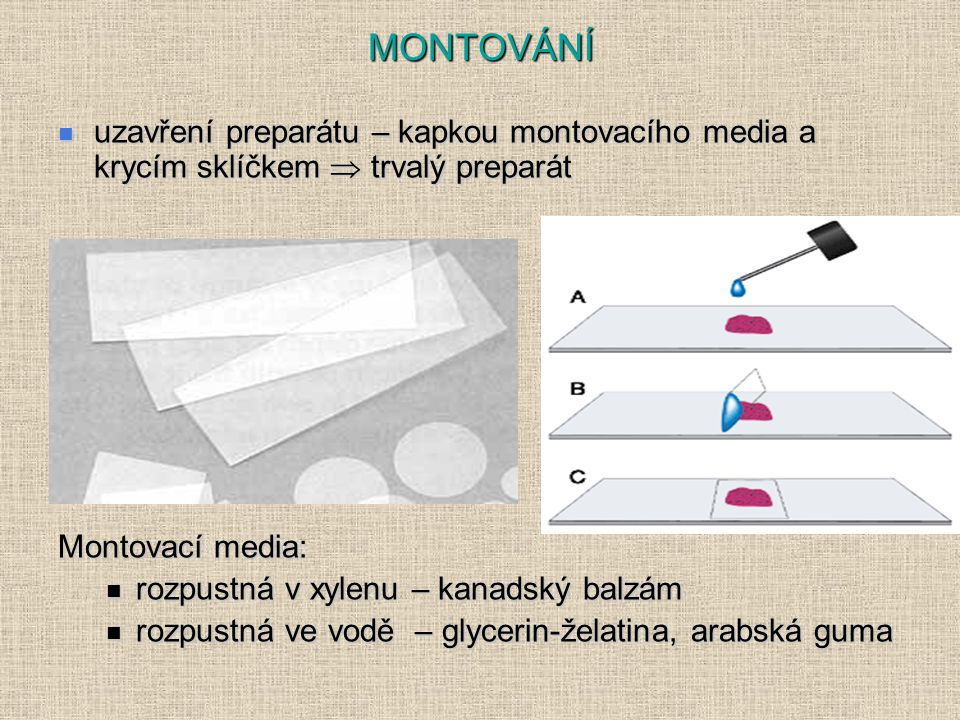 MONTOVÁNÍ
uzavření preparátu – kapkou montovacího media a
krycím sklíčkem ⇒ trvalý preparát
A
B
C
Montovací media:
rozpustná v xylenu – kanadský balzám
rozpustná ve vodě – glycerin-želatina, arabská guma